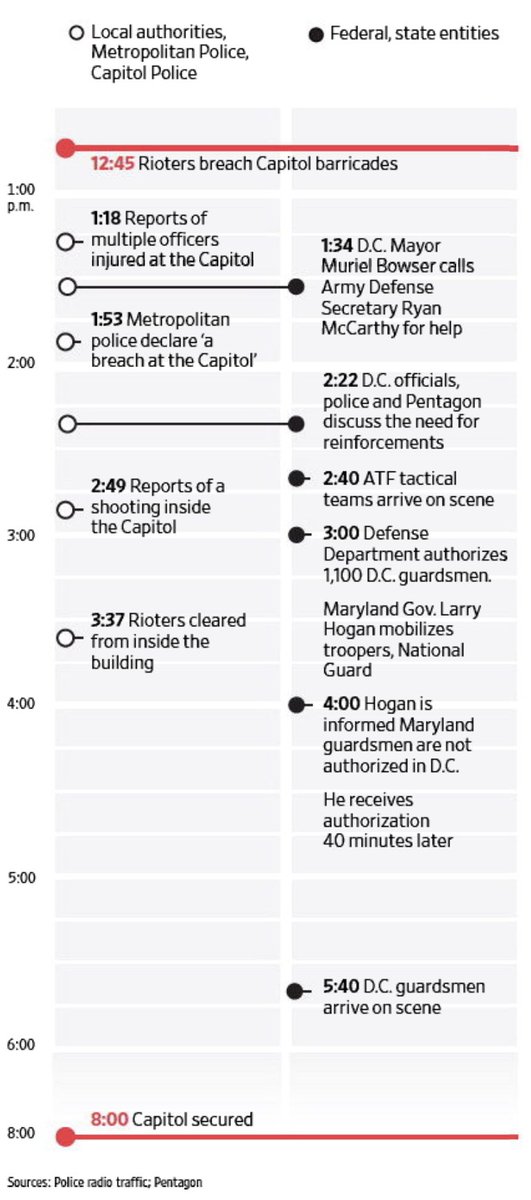 Local authorities,
Metropolitan Police,
Capitol Police
Federal, state entities
12:45 Rioters breach Capitol barricades
1:00
p.m.
1:18 Reports of
multiple officers
injured at the Capitol
1:34 D.C. Mayor
Muriel Bowser calls
Army Defense
Secretary Ryan
McCarthy for help
1:53 Metropolitan
police declare ‘a
breach at the Capitol’
2:00
2:22 D.C. officials,
police and Pentagon
discuss the need for
reinforcements
2:40 ATF tactical
teams arrive on scene
2:49 Reports of a
shooting inside
the Capitol
3:00
3:00 Defense
Department authorizes
1,100 D.C. guardsmen.
Maryland Gov. Larry
Hogan mobilizes
troopers, National
Guard
3:37 Rioters cleared
from inside the
building
4:00
4:00 Hogan is
informed Maryland
guardsmen are not
authorized in D.C.
He receives
authorization
40 minutes later
5:00
5:40 D.C. guardsmen
arrive on scene
6:00
8:00 Capitol secured
8:00
Sources: Police radio traffic; Pentagon